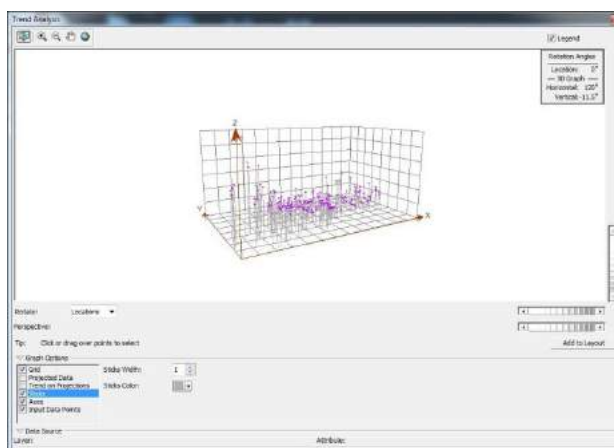 Trend Analysis
Legend
Rotation Angles
Location: 0°
3D Graph
Horizontal: 120°
Vertical: -11.5°
Z
Y
X
Rotate: Locations
Perspective:
Tip: Click or drag over points to select
Add to Layout
Graph Options
Grid
Projected Data
Trend on Projections
Sticks
Axes
Input Data Points
Sticks Width: 1
Sticks Color:
Data Source
Layer: Attribute: